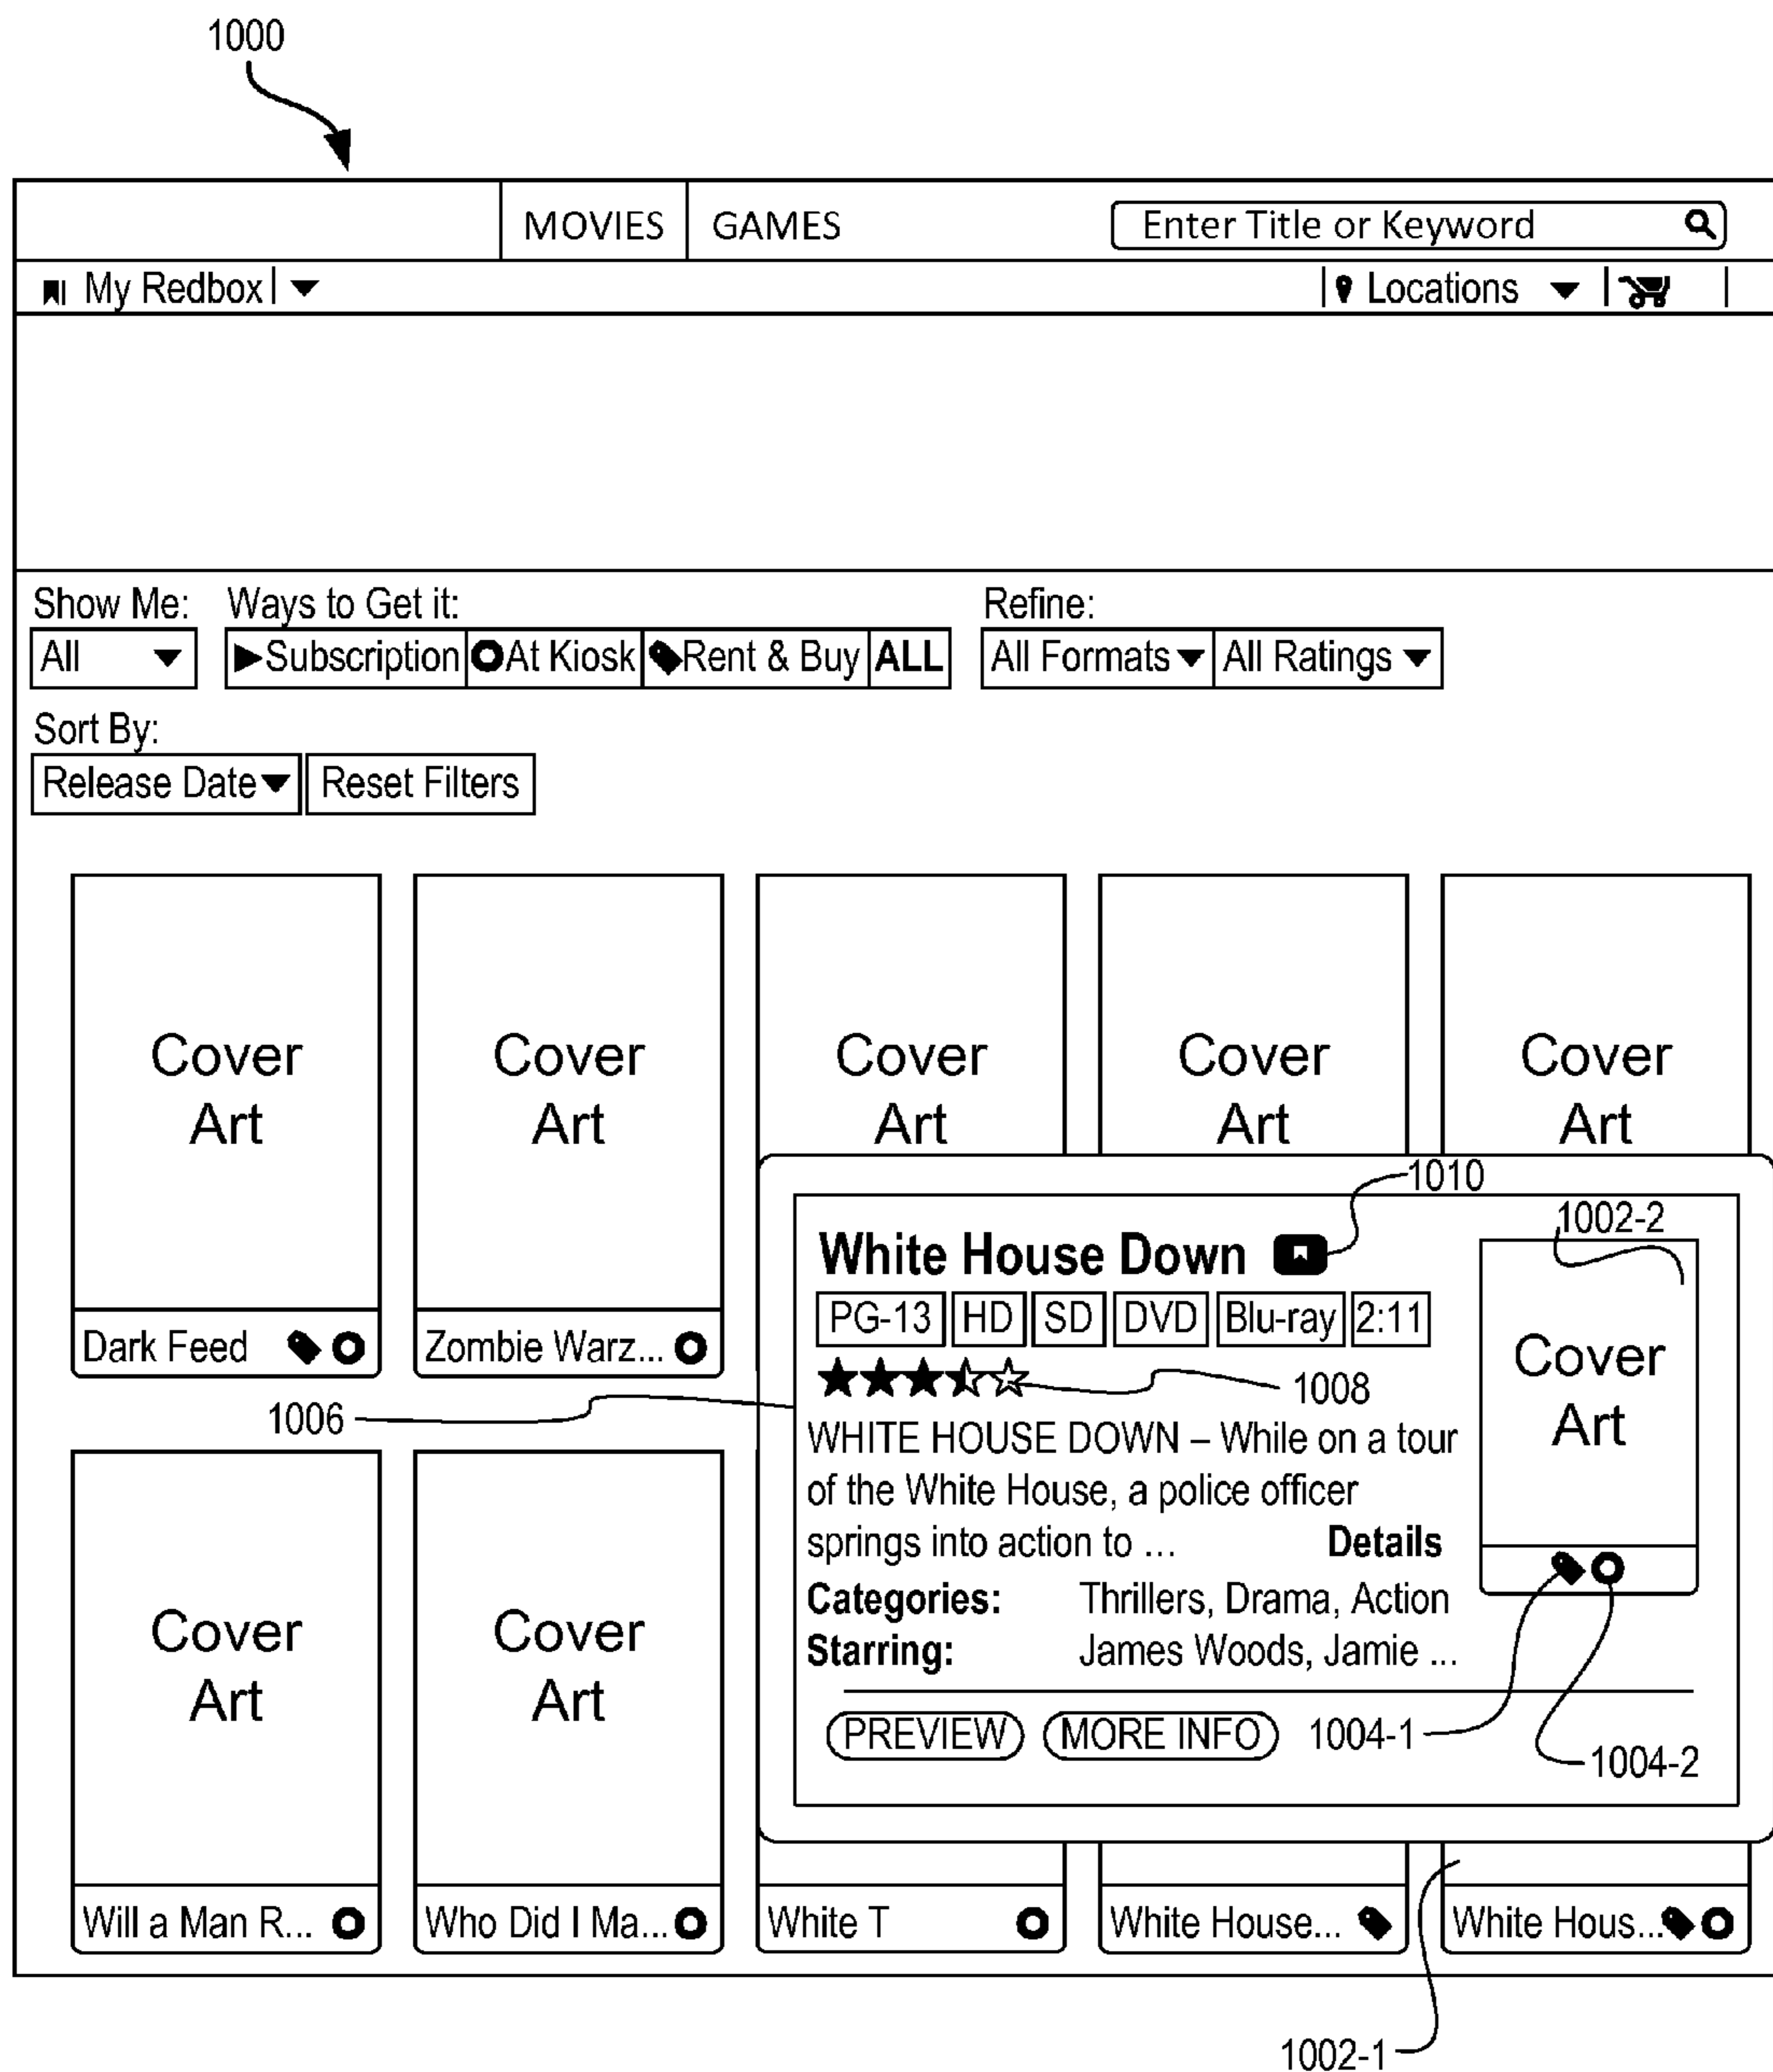 1000
MOVIES GAMES Enter Title or Keyword
My Redbox Locations
Show Me: Ways to Get it: Refine:
All Subscription At Kiosk Rent & Buy ALL All Formats All Ratings
Sort By:
Release Date Reset Filters
Cover Cover Cover Cover Cover
Art Art Art Art Art
1010
1002-2
White House Down
PG-13 HD SD DVD Blu-ray 2:11
Cover
Art
Dark Feed Zombie Warz...
1008
1006
WHITE HOUSE DOWN – While on a tour
of the White House, a police officer
springs into action to ... Details
Categories: Thrillers, Drama, Action
Starring: James Woods, Jamie ...
Cover Cover
Art Art
PREVIEW MORE INFO 1004-1
1004-2
Will a Man R... Who Did I Ma... White T White House... White Hous...
1002-1